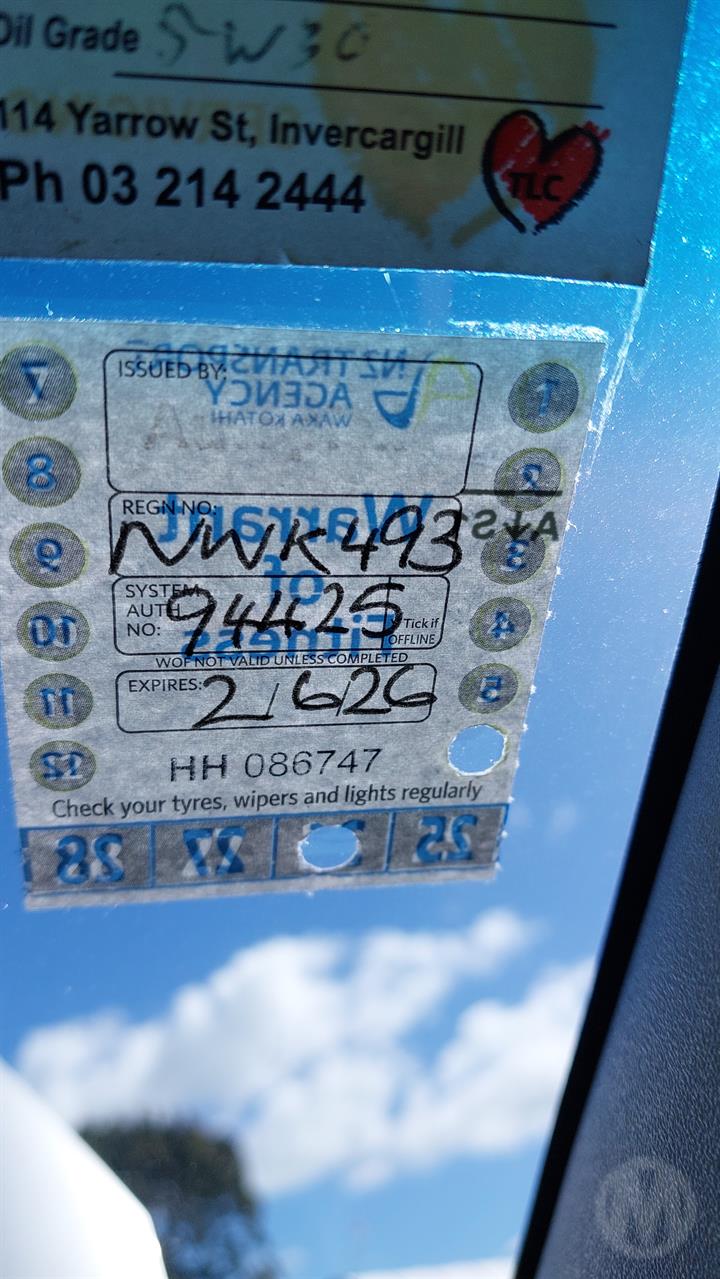 Oil Grade 5W30
114 Yarrow St, Invercargill
Ph 03 214 2444
TLC
NZ TRANSPORT
AGENCY
WAKA KOTAHI
ISSUED BY:
7
1
8
2
Warrant
of
Fitness
REGN NO:
NWK493
9
3
SYSTEM
AUTH
NO:
94425
Tick if
OFFLINE
10
4
WOF NOT VALID UNLESS COMPLETED
EXPIRES: 2/6/26
11
5
12
HH 086747
Check your tyres, wipers and lights regularly
28 27 25
M